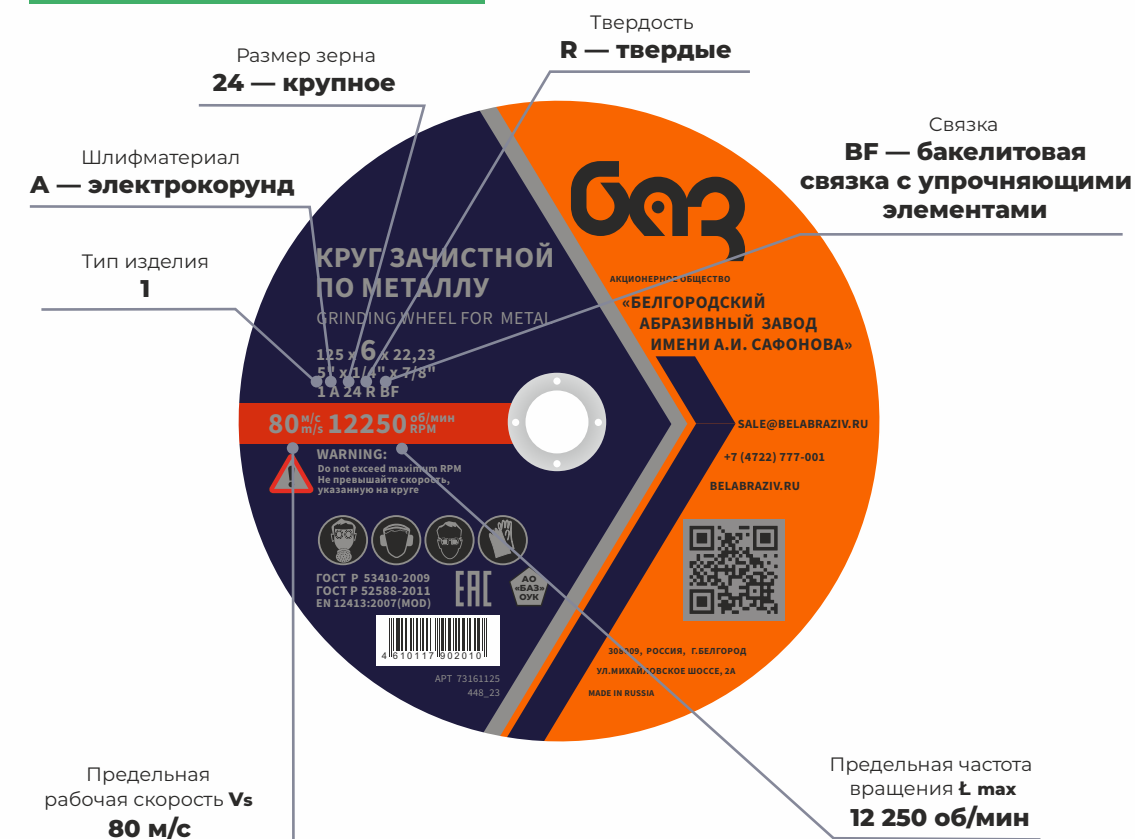 Твердость
R — твердые
Размер зерна
24 — крупное
Связка
BF — бакелитовая
связка с упрочняющими
элементами
Шлифматериал
A — электрокорунд
Тип изделия
1
КРУГ ЗАЧИСТНОЙ
ПО МЕТАЛЛУ
GRINDING WHEEL FOR METAL
125 x 6 x 22,23
5" x 1/4" x 7/8"
1 A 24 R BF
80 м/с m/s 12250 об/мин RPM
WARNING:
Do not exceed maximum RPM
Не превышайте скорость,
указанную на круге
ГОСТ Р 53410-2009
ГОСТ Р 52588-2011
EN 12413:2007(MOD)
EAC
АО
«БАЗ»
ОУК
4 610117 902010
АРТ 73161125
448_23
баз
АКЦИОНЕРНОЕ ОБЩЕСТВО
«БЕЛГОРОДСКИЙ
АБРАЗИВНЫЙ ЗАВОД
ИМЕНИ А.И. САФОНОВА»
SALE@BELABRAZIV.RU
+7 (4722) 777-001
BELABRAZIV.RU
308009, РОССИЯ, Г.БЕЛГОРОД
УЛ.МИХАЙЛОВСКОЕ ШОССЕ, 2А
MADE IN RUSSIA
Предельная
рабочая скорость Vs
80 м/с
Предельная частота
вращения Ł max
12 250 об/мин